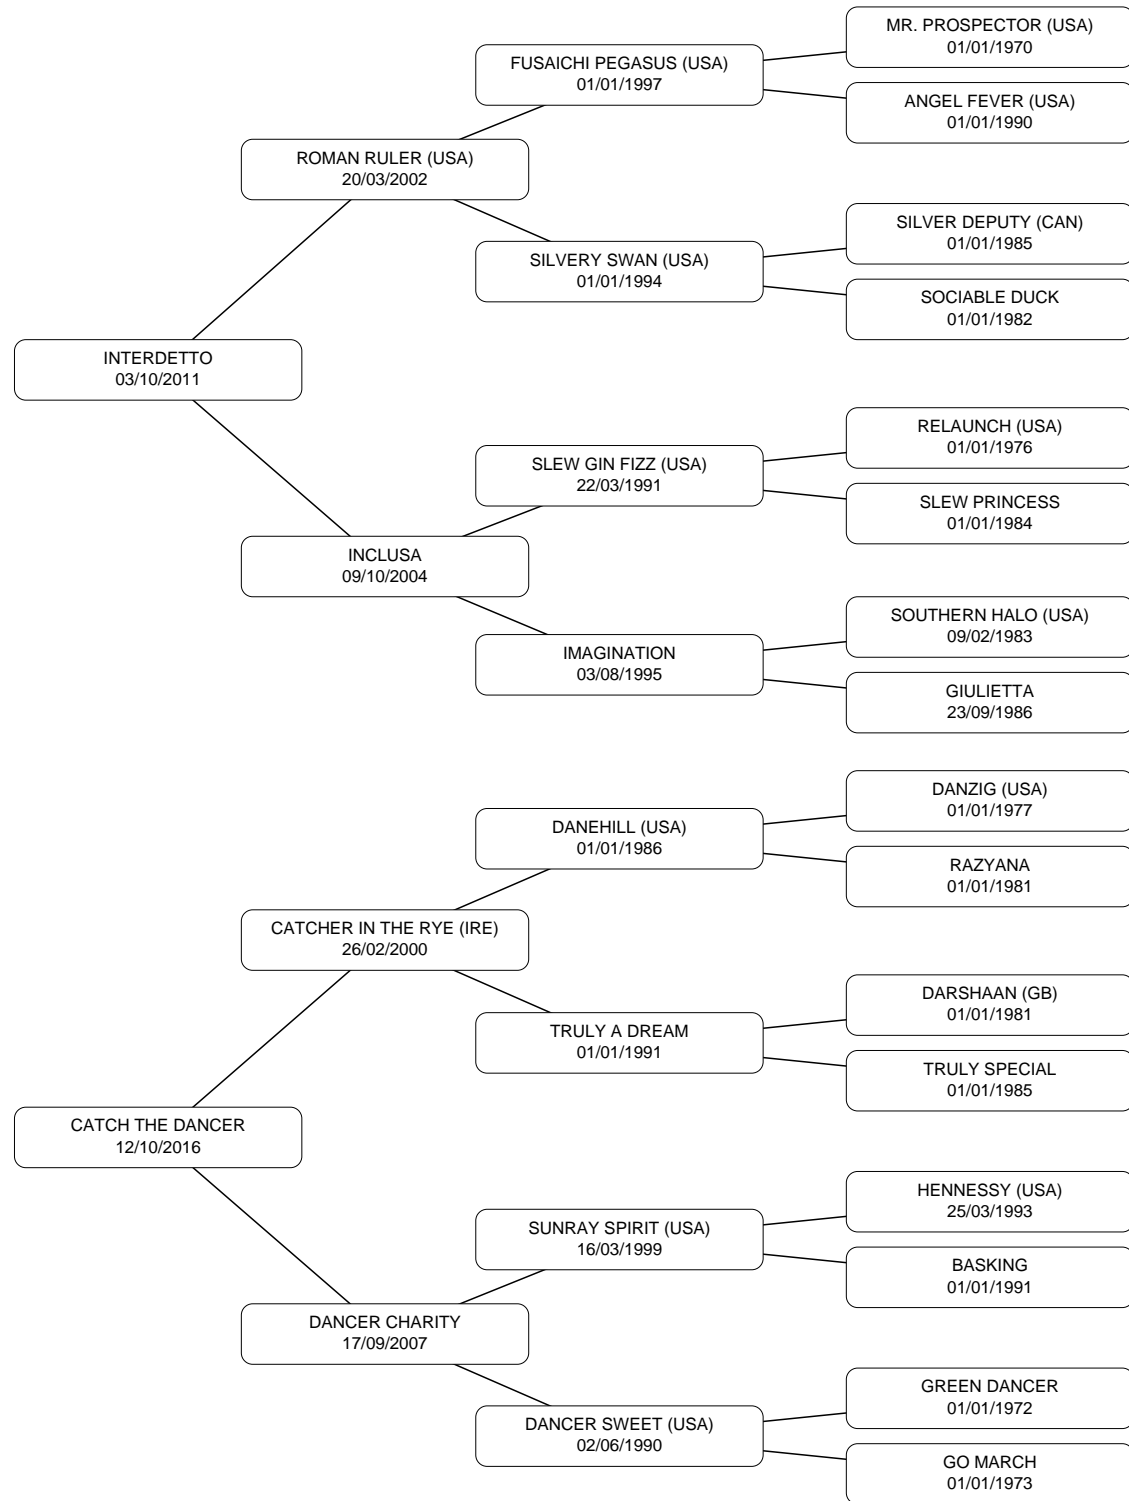 MR. PROSPECTOR (USA)
01/01/1970
FUSAICHI PEGASUS (USA)
01/01/1997
ANGEL FEVER (USA)
01/01/1990
ROMAN RULER (USA)
20/03/2002
SILVER DEPUTY (CAN)
01/01/1985
SILVERY SWAN (USA)
01/01/1994
SOCIABLE DUCK
01/01/1982
INTERDETTO
03/10/2011
RELAUNCH (USA)
01/01/1976
SLEW GIN FIZZ (USA)
22/03/1991
SLEW PRINCESS
01/01/1984
INCLUSA
09/10/2004
SOUTHERN HALO (USA)
09/02/1983
IMAGINATION
03/08/1995
GIULIETTA
23/09/1986
DANZIG (USA)
01/01/1977
DANEHILL (USA)
01/01/1986
RAZYANA
01/01/1981
CATCHER IN THE RYE (IRE)
26/02/2000
DARSHAAN (GB)
01/01/1981
TRULY A DREAM
01/01/1991
TRULY SPECIAL
01/01/1985
CATCH THE DANCER
12/10/2016
HENNESSY (USA)
25/03/1993
SUNRAY SPIRIT (USA)
16/03/1999
BASKING
01/01/1991
DANCER CHARITY
17/09/2007
GREEN DANCER
01/01/1972
DANCER SWEET (USA)
02/06/1990
GO MARCH
01/01/1973